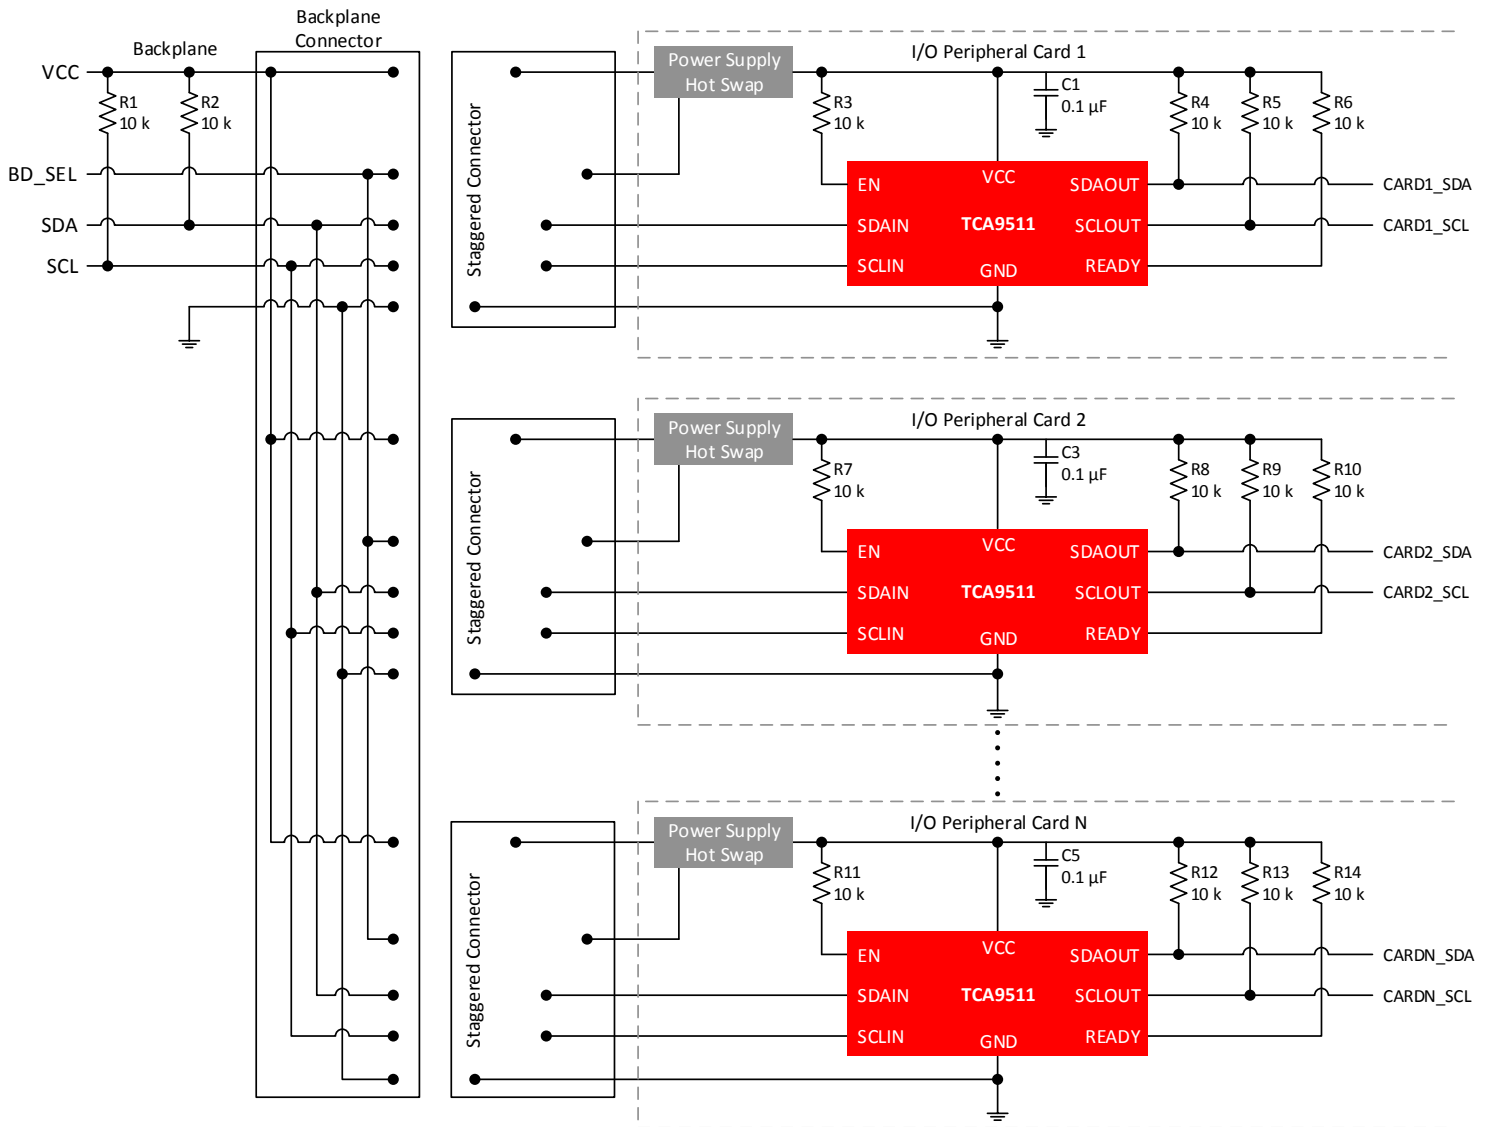 Backplane
Connector
Backplane
VCC
R1
10 k
R2
10 k
BD_SEL
SDA
SCL
Staggered Connector
Power Supply
Hot Swap
I/O Peripheral Card 1
R3
10 k
C1
0.1 µF
R4
10 k
R5
10 k
R6
10 k
EN
VCC
SDAOUT
CARD1_SDA
SDAIN
TCA9511
SCLOUT
CARD1_SCL
SCLIN
GND
READY
Staggered Connector
Power Supply
Hot Swap
I/O Peripheral Card 2
R7
10 k
C3
0.1 µF
R8
10 k
R9
10 k
R10
10 k
EN
VCC
SDAOUT
CARD2_SDA
SDAIN
TCA9511
SCLOUT
CARD2_SCL
SCLIN
GND
READY
Staggered Connector
Power Supply
Hot Swap
I/O Peripheral Card N
R11
10 k
C5
0.1 µF
R12
10 k
R13
10 k
R14
10 k
EN
VCC
SDAOUT
CARDN_SDA
SDAIN
TCA9511
SCLOUT
CARDN_SCL
SCLIN
GND
READY